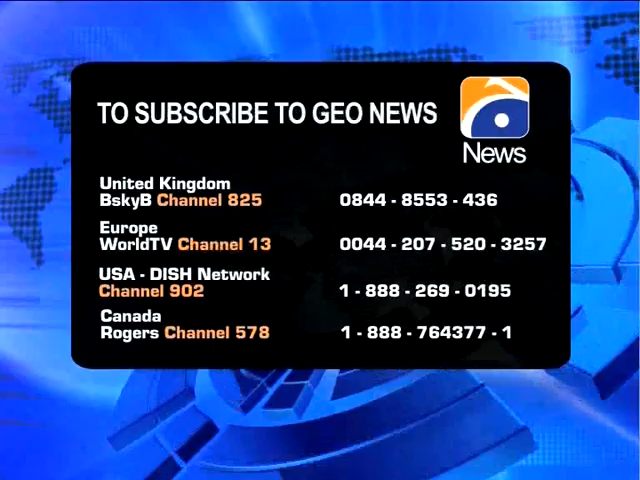 TO SUBSCRIBE TO GEO NEWS
News
United Kingdom
BskyB Channel 825 0844 - 8553 - 436
Europe
WorldTV Channel 13 0044 - 207 - 520 - 3257
USA - DISH Network
Channel 902 1 - 888 - 269 - 0195
Canada
Rogers Channel 578 1 - 888 - 764377 - 1